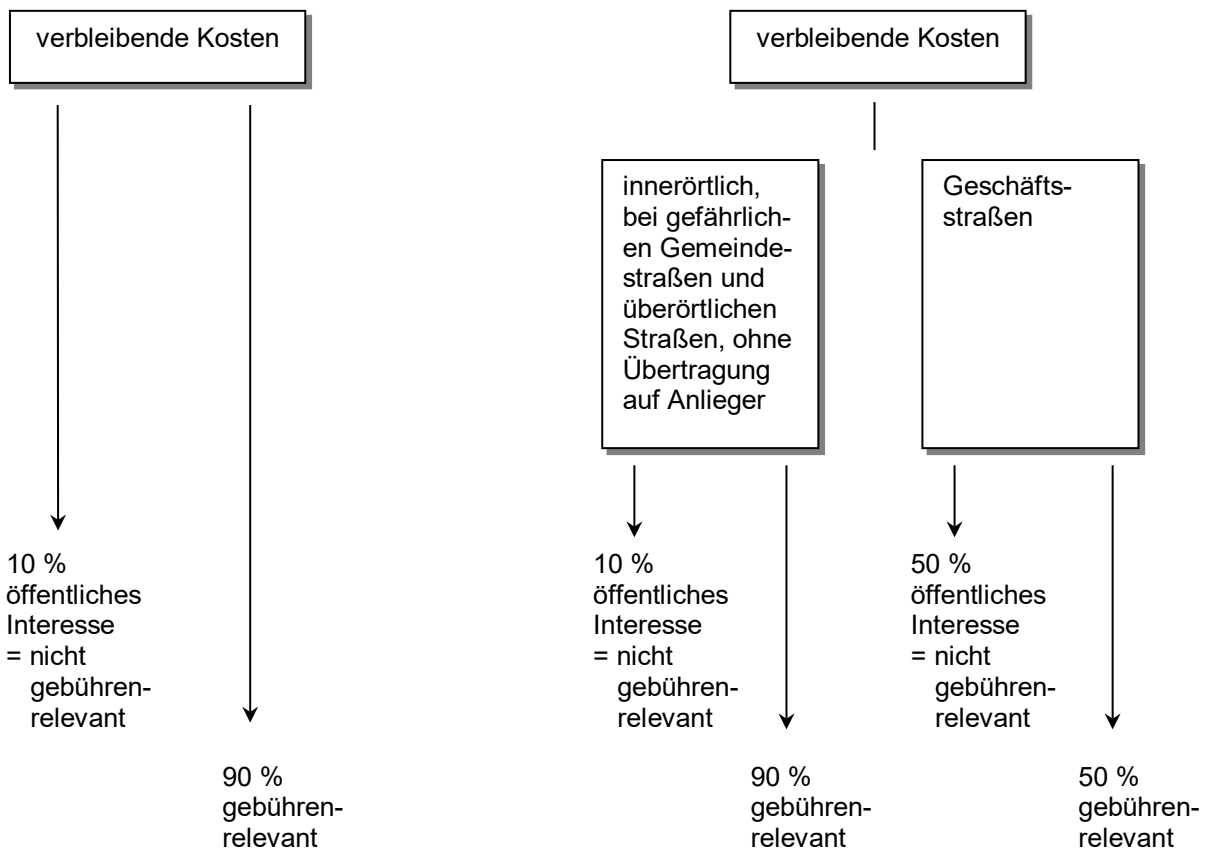 verbleibende Kosten
verbleibende Kosten
innerörtlich,
bei gefährlich-
en Gemeinde-
straßen und
überörtlichen
Straßen, ohne
Übertragung
auf Anlieger
Geschäfts-
straßen
10 %
öffentliches
Interesse
= nicht
gebühren-
relevant
90 %
gebühren-
relevant
10 %
öffentliches
Interesse
= nicht
gebühren-
relevant
90 %
gebühren-
relevant
50 %
öffentliches
Interesse
= nicht
gebühren-
relevant
50 %
gebühren-
relevant